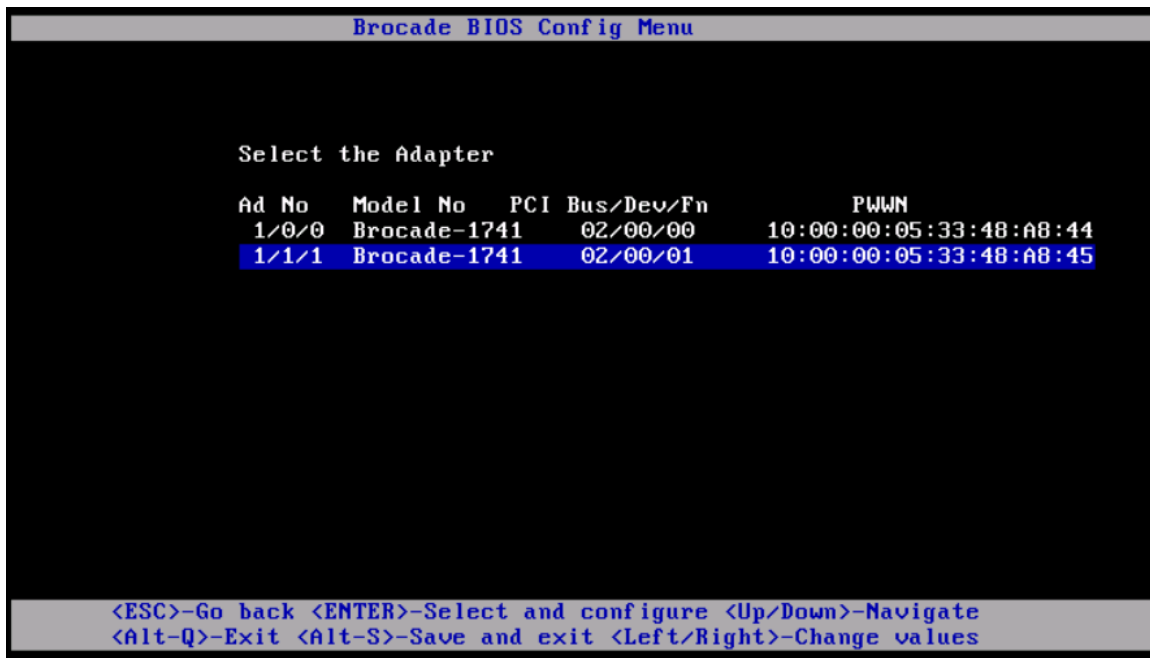 Brocade BIOS Config Menu
Select the Adapter
Ad No Model No PCI Bus/Dev/Fn PWWN
1/0/0 Brocade-1741 02/00/00 10:00:00:05:33:48:A8:44
1/1/1 Brocade-1741 02/00/01 10:00:00:05:33:48:A8:45
<ESC>-Go back <ENTER>-Select and configure <Up/Down>-Navigate
<Alt-Q>-Exit <Alt-S>-Save and exit <Left/Right>-Change values